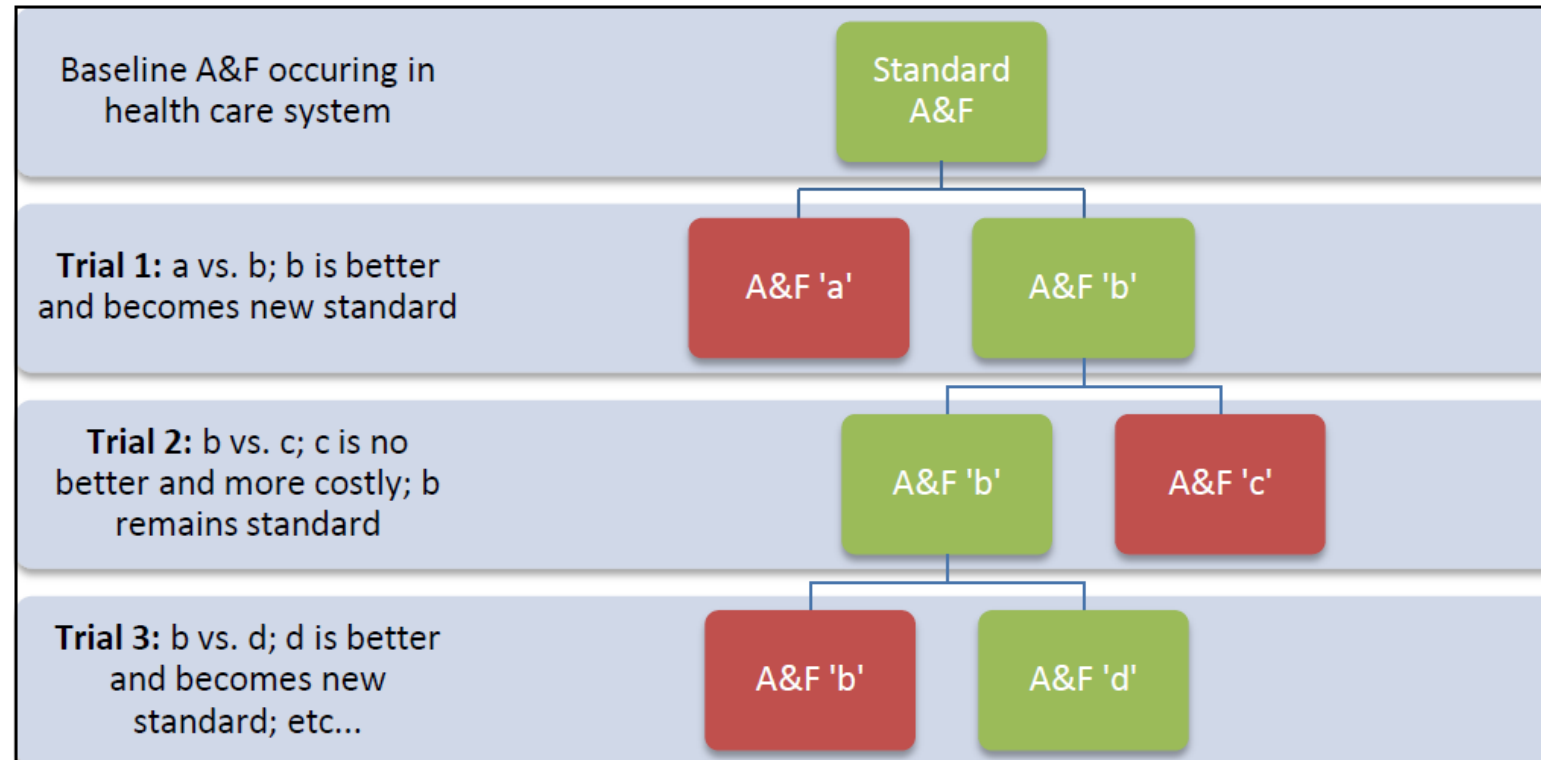 Baseline A&F occuring in
health care system
Standard
A&F
Trial 1: a vs. b; b is better
and becomes new standard
A&F 'a'
A&F 'b'
Trial 2: b vs. c; c is no
better and more costly; b
remains standard
A&F 'b'
A&F 'c'
Trial 3: b vs. d; d is better
and becomes new
standard; etc...
A&F 'b'
A&F 'd'